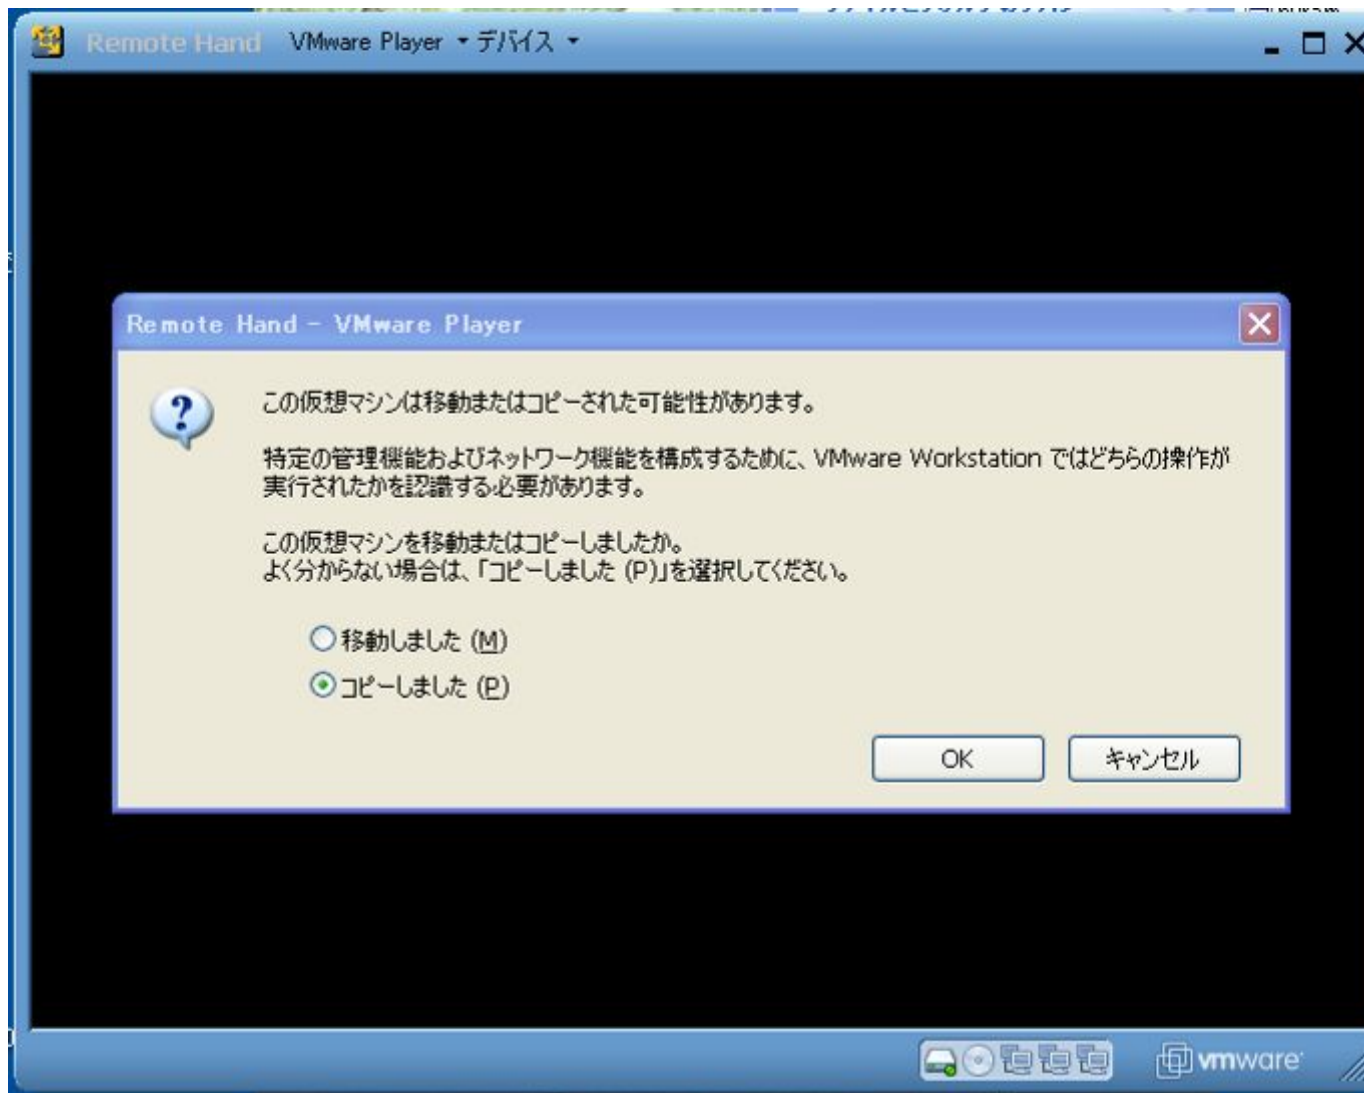 Remote Hand VMware Player デバイス
Remote Hand - VMware Player
この仮想マシンは移動またはコピーされた可能性があります。
特定の管理機能およびネットワーク機能を構成するために、VMware Workstation ではどちらの操作が
実行されたかを認識する必要があります。
この仮想マシンを移動またはコピーしましたか。
よく分からない場合は、「コピーしました (P)」を選択してください。
移動しました (M)
コピーしました (P)
OK キャンセル
vmware